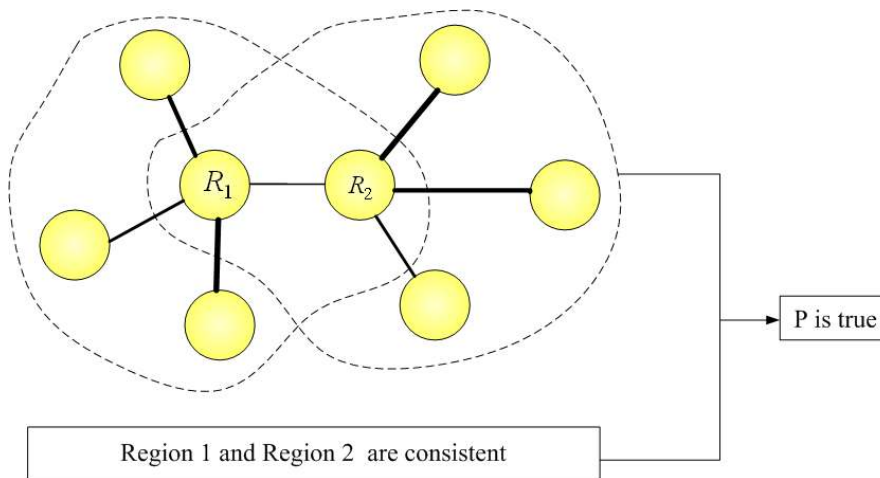 R₁
R₂
P is true
Region 1 and Region 2 are consistent